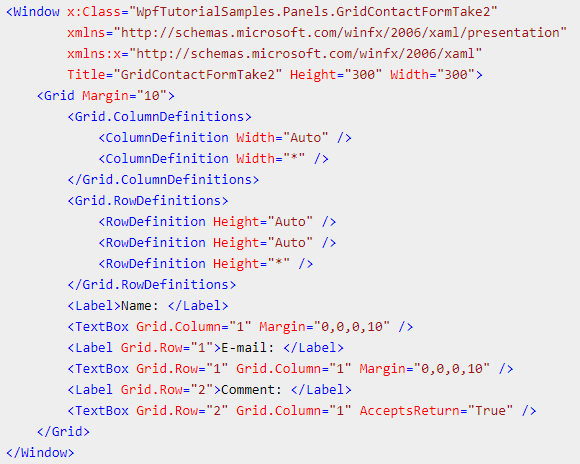 <Window x:Class="WpfTutorialSamples.Panels.GridContactFormTake2"
        xmlns="http://schemas.microsoft.com/winfx/2006/xaml/presentation"
        xmlns:x="http://schemas.microsoft.com/winfx/2006/xaml"
        Title="GridContactFormTake2" Height="300" Width="300">
    <Grid Margin="10">
        <Grid.ColumnDefinitions>
            <ColumnDefinition Width="Auto" />
            <ColumnDefinition Width="*" />
        </Grid.ColumnDefinitions>
        <Grid.RowDefinitions>
            <RowDefinition Height="Auto" />
            <RowDefinition Height="Auto" />
            <RowDefinition Height="*" />
        </Grid.RowDefinitions>
        <Label>Name: </Label>
        <TextBox Grid.Column="1" Margin="0,0,0,10" />
        <Label Grid.Row="1">E-mail: </Label>
        <TextBox Grid.Row="1" Grid.Column="1" Margin="0,0,0,10" />
        <Label Grid.Row="2">Comment: </Label>
        <TextBox Grid.Row="2" Grid.Column="1" AcceptsReturn="True" />
    </Grid>
</Window>